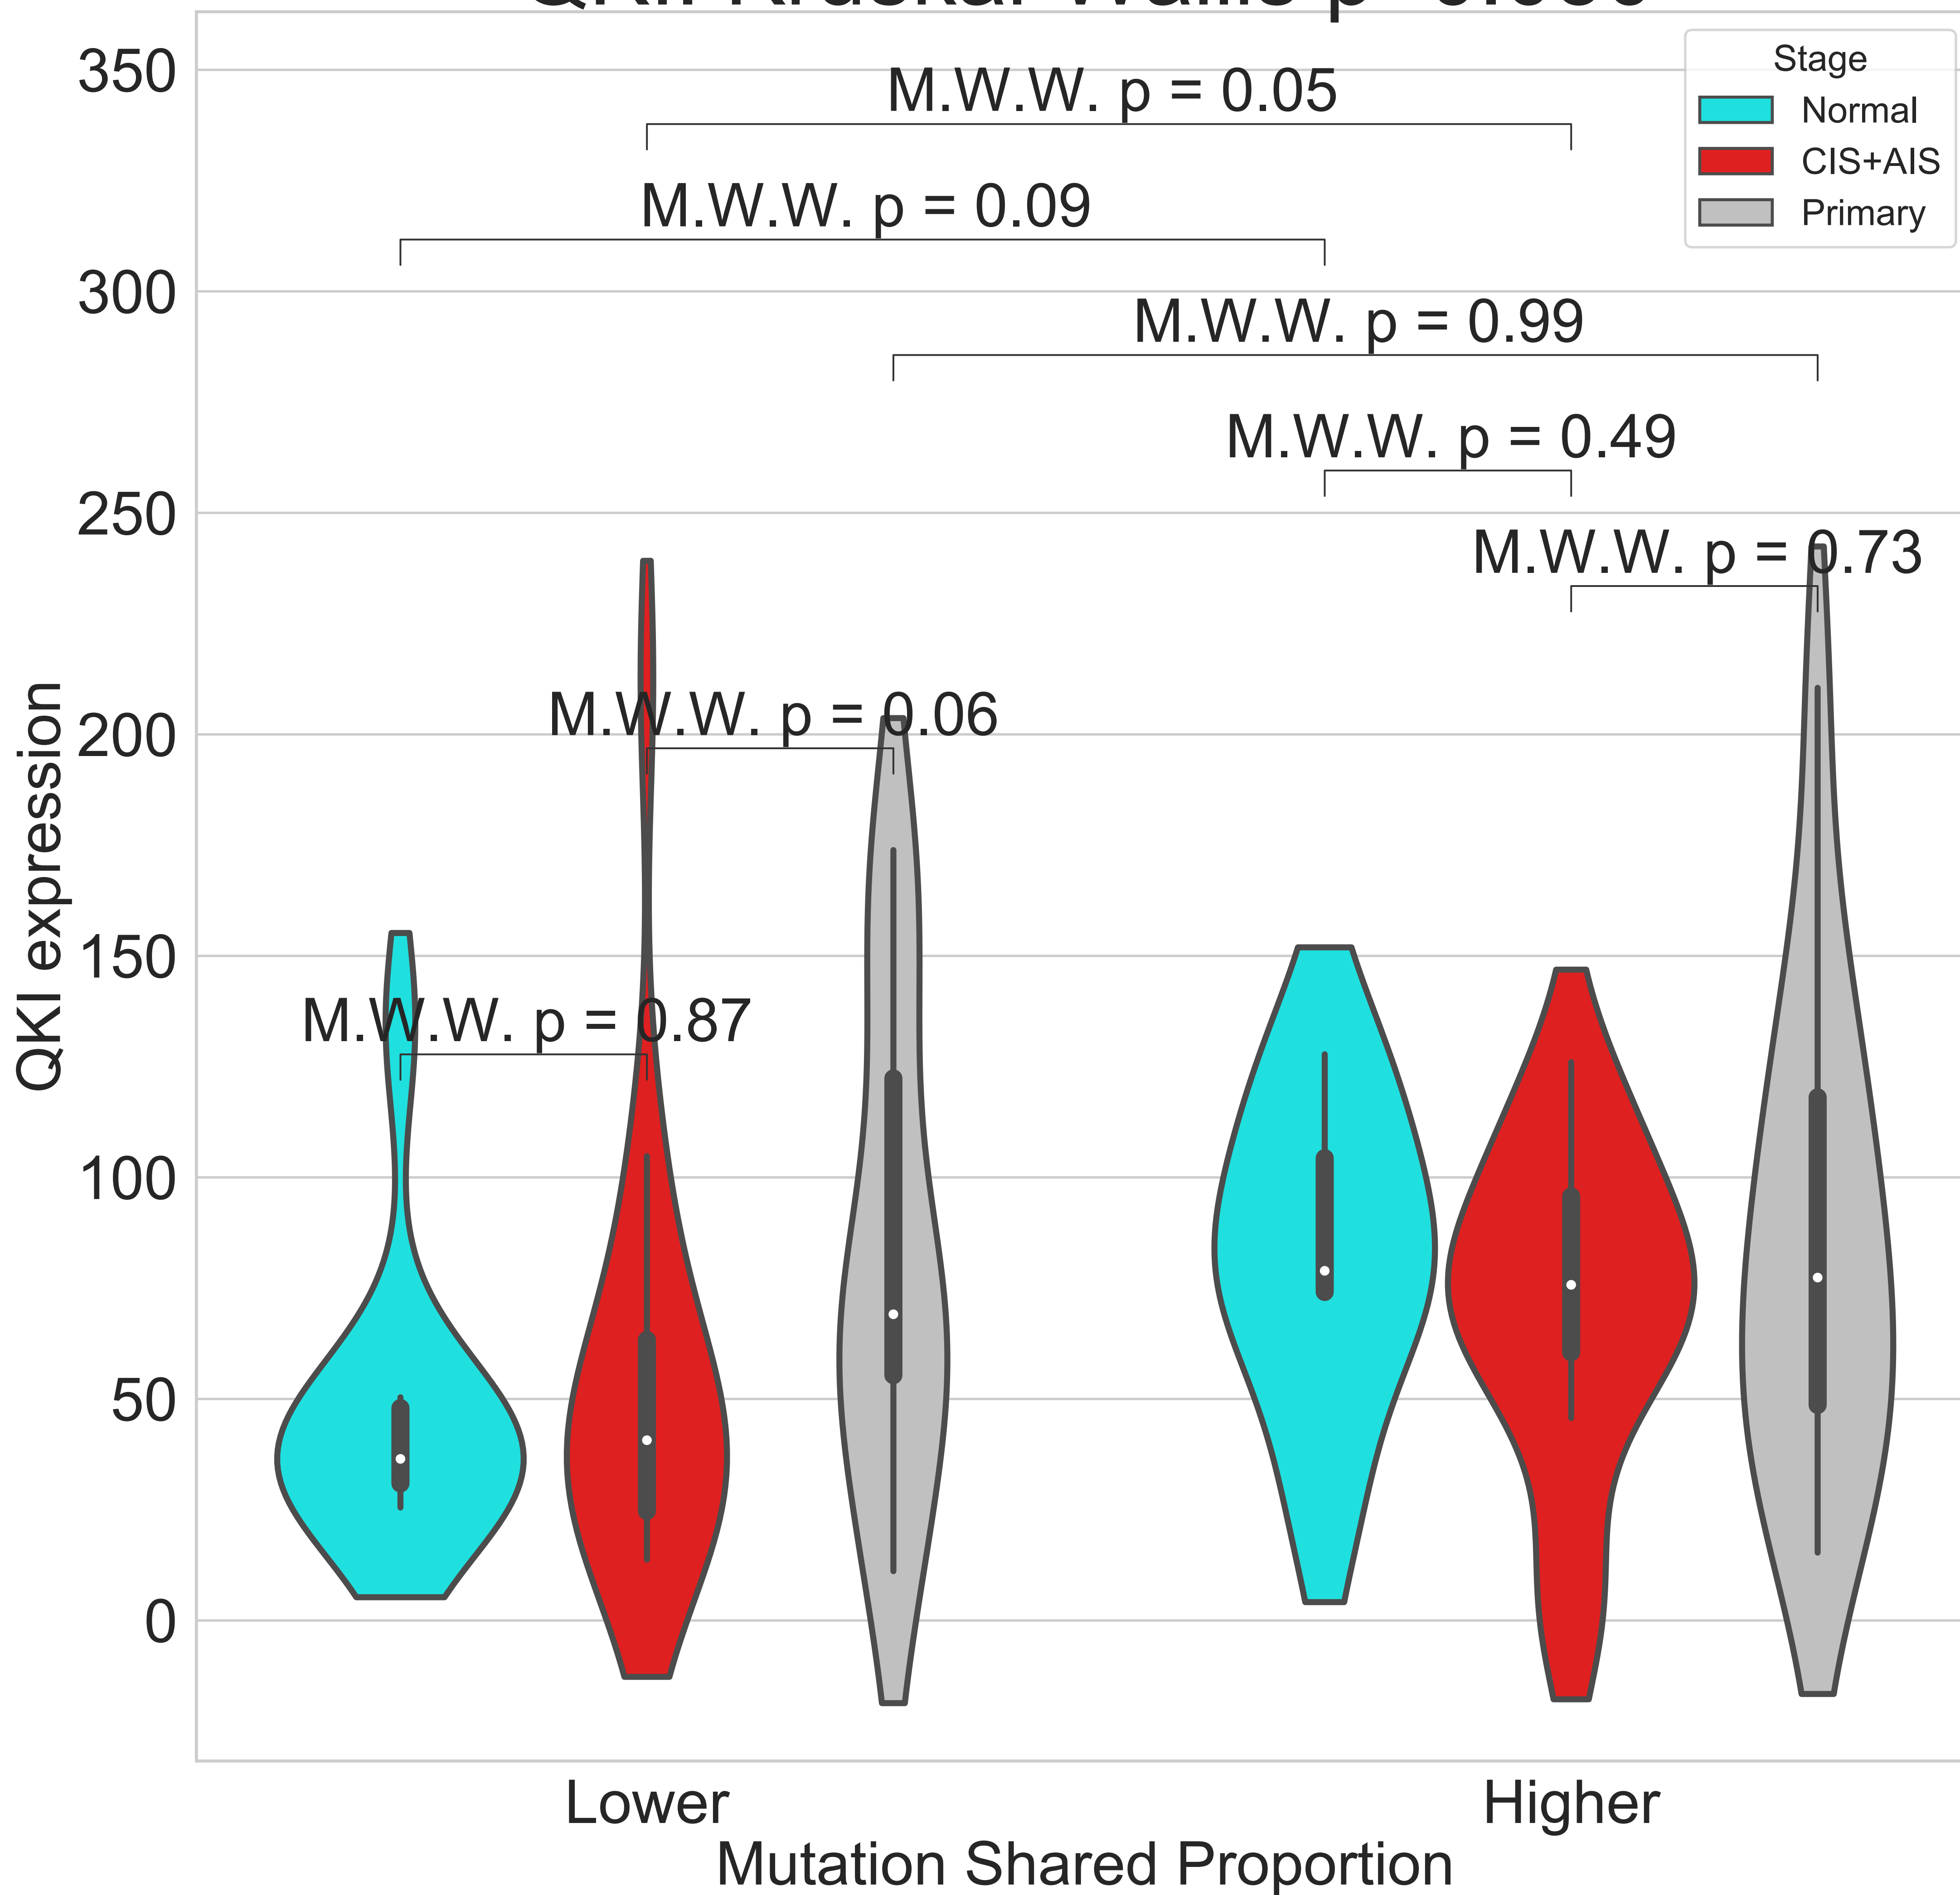 350
300
250
200
150
100
50
0
QKI expression
M.W.W. p = 0.05
M.W.W. p = 0.09
M.W.W. p = 0.99
M.W.W. p = 0.49
M.W.W. p = 0.73
M.W.W. p = 0.06
M.W.W. p = 0.87
Stage
Normal
CIS+AIS
Primary
Lower
Higher
Mutation Shared Proportion